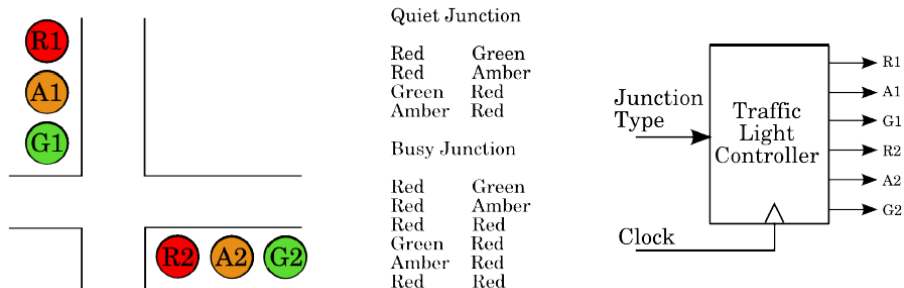 R1
A1
G1
R2 A2 G2
Quiet Junction
Red Green
Red Amber
Green Red
Amber Red
Busy Junction
Red Green
Red Amber
Red Red
Green Red
Amber Red
Red Red
Junction
Type
Clock
Traffic
Light
Controller
R1
A1
G1
R2
A2
G2